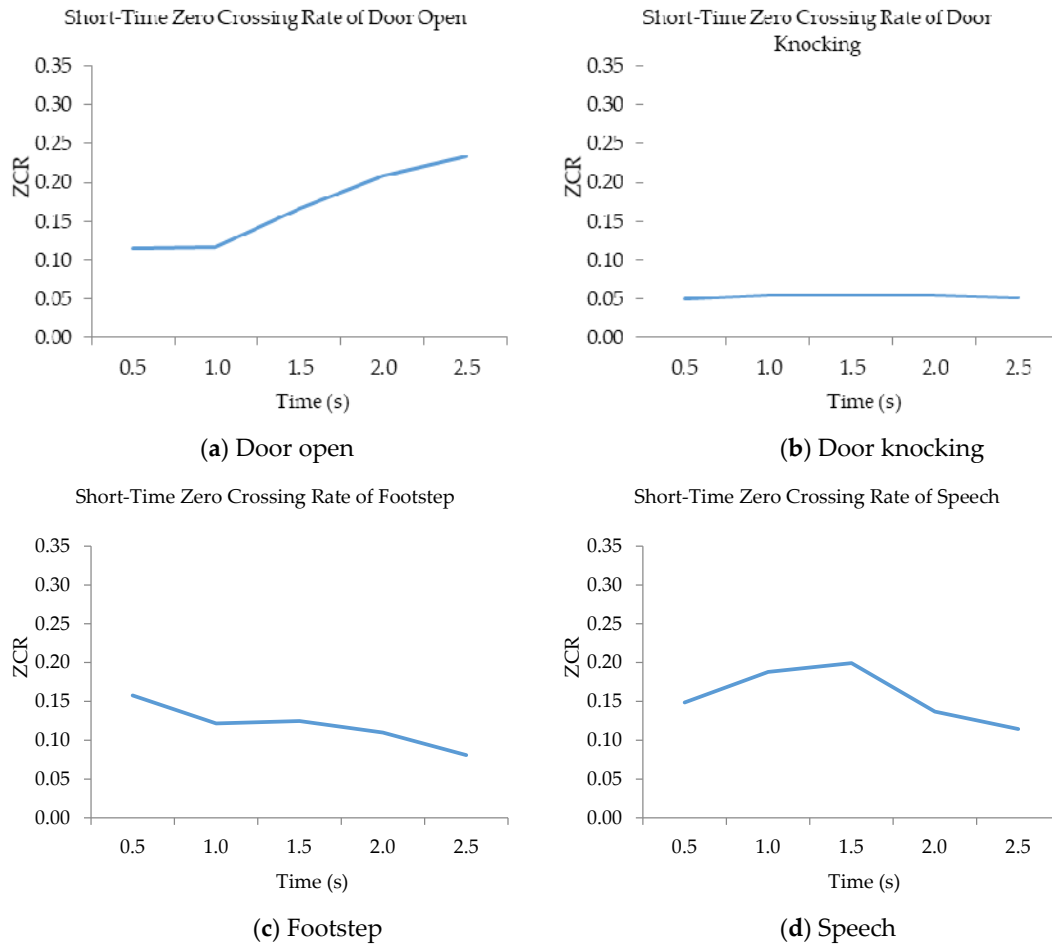 Short-Time Zero Crossing Rate of Door Open
0.35
0.30
0.25
0.20
0.15
0.10
0.05
0.00
ZCR
0.5 1.0 1.5 2.0 2.5
Time (s)
(a) Door open
Short-Time Zero Crossing Rate of Door
Knocking
0.35
0.30
0.25
0.20
0.15
0.10
0.05
0.00
ZCR
0.5 1.0 1.5 2.0 2.5
Time (s)
(b) Door knocking
Short-Time Zero Crossing Rate of Footstep
0.35
0.30
0.25
0.20
0.15
0.10
0.05
0.00
ZCR
0.5 1.0 1.5 2.0 2.5
Time (s)
(c) Footstep
Short-Time Zero Crossing Rate of Speech
0.35
0.30
0.25
0.20
0.15
0.10
0.05
0.00
ZCR
0.5 1.0 1.5 2.0 2.5
Time (s)
(d) Speech